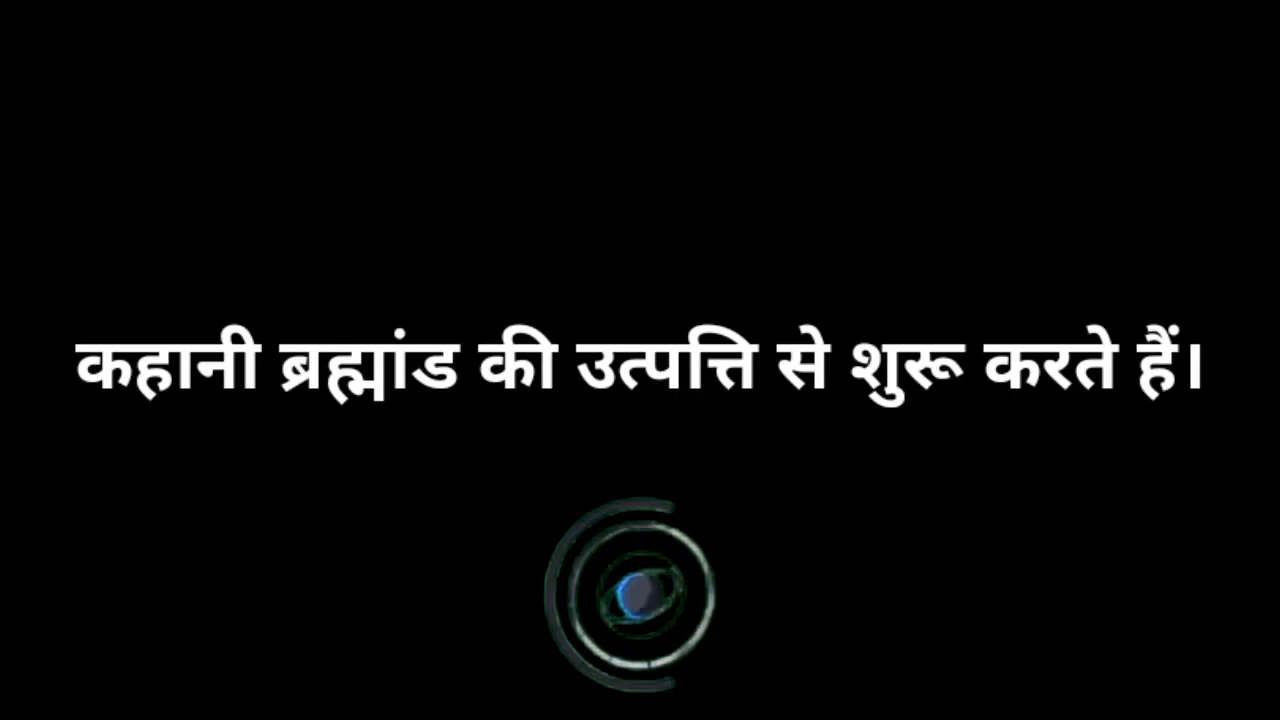 कहानी ब्रह्मांड की उत्पत्ति से शुरू करते हैं।